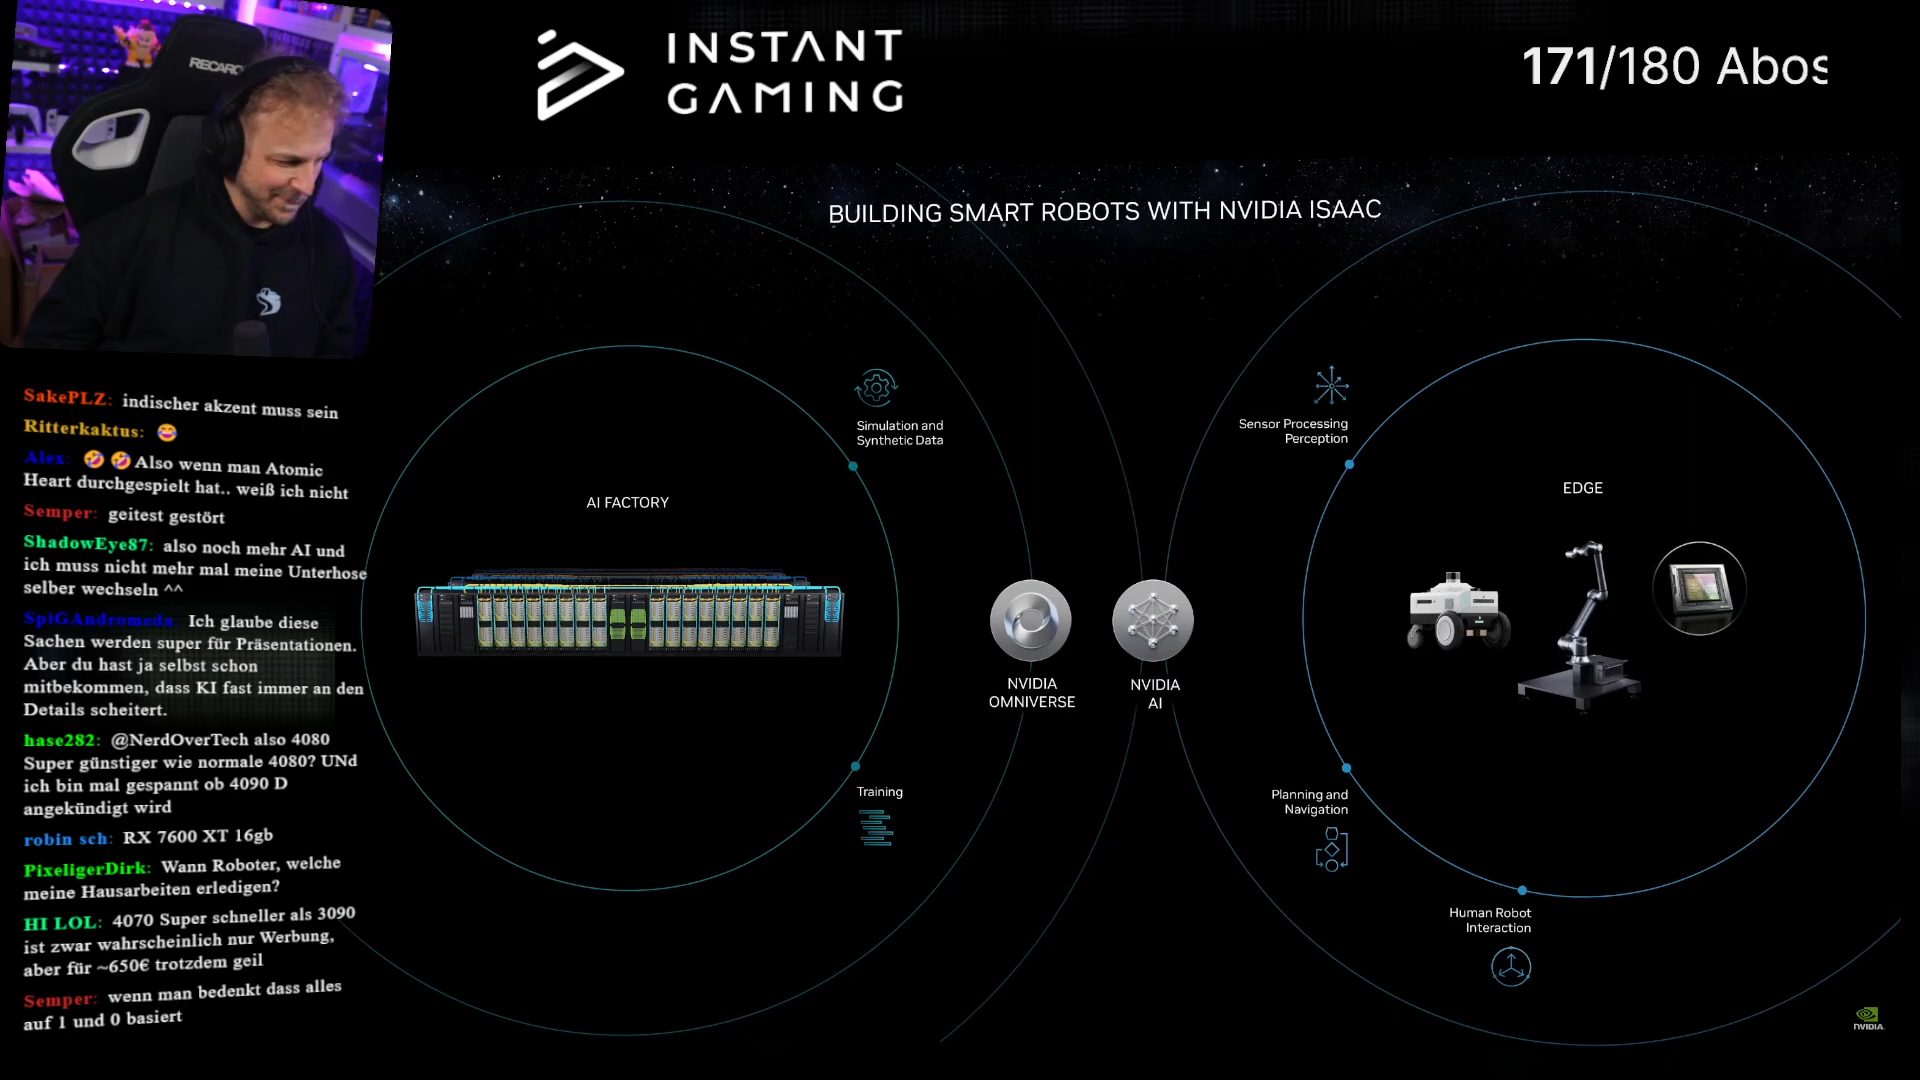 RECARO
INSTANT
GAMING
171/180 Abos
BUILDING SMART ROBOTS WITH NVIDIA ISAAC
SakePLZ: indischer akzent muss sein
Ritterkaktus: 😂
Alex: 🤣 🤣 Also wenn man Atomic
Heart durchgespielt hat.. weiß ich nicht
Semper: geitest gestört
ShadowEye87: also noch mehr AI und
ich muss nicht mehr mal meine Unterhose
selber wechseln ^^
SpiGAndromeda: Ich glaube diese
Sachen werden super für Präsentationen.
Aber du hast ja selbst schon
mitbekommen, dass KI fast immer an den
Details scheitert.
hase282: @NerdOverTech also 4080
Super günstiger wie normale 4080? UNd
ich bin mal gespannt ob 4090 D
angekündigt wird
robin sch: RX 7600 XT 16gb
PixeligerDirk: Wann Roboter, welche
meine Hausarbeiten erledigen?
HI LOL: 4070 Super schneller als 3090
ist zwar wahrscheinlich nur Werbung,
aber für ~650€ trotzdem geil
Semper: wenn man bedenkt dass alles
auf 1 und 0 basiert
Simulation and
Synthetic Data
AI FACTORY
Training
NVIDIA
OMNIVERSE
NVIDIA
AI
Sensor Processing
Perception
EDGE
Planning and
Navigation
Human Robot
Interaction
NVIDIA.